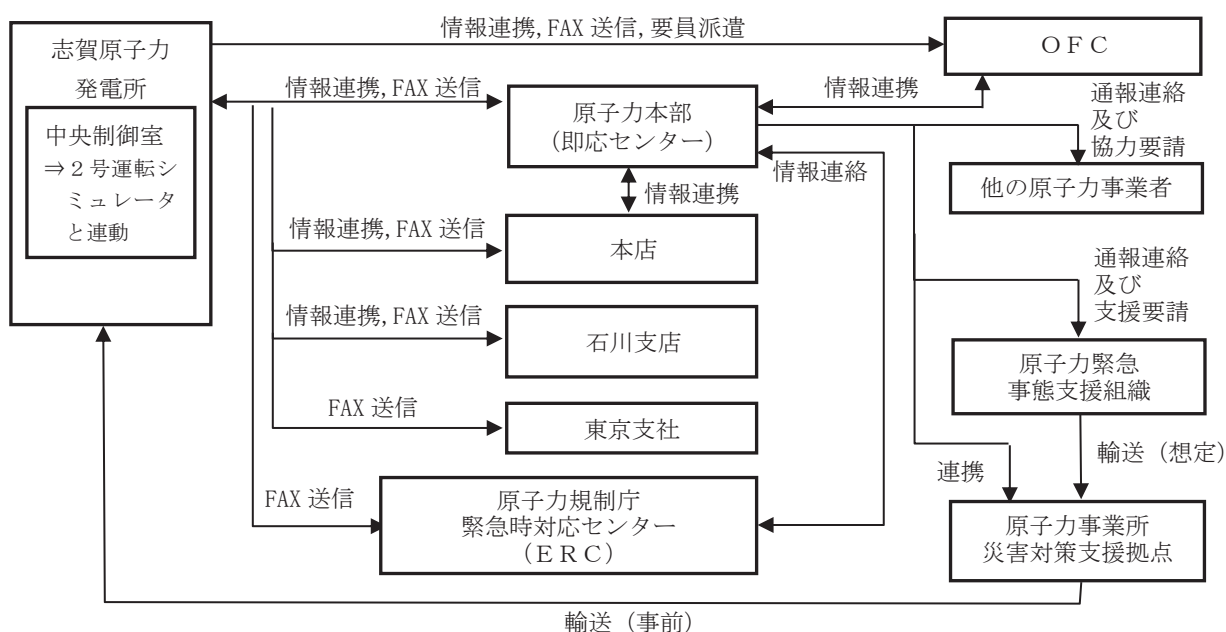 情報連携, FAX 送信, 要員派遣
志賀原子力
発電所
中央制御室
⇒２号運転シ
ミュレータ
と連動
ＯＦＣ
情報連携, FAX 送信
原子力本部
(即応センター)
情報連携
通報連絡
及び
協力要請
他の原子力事業者
情報連絡
情報連携
情報連携, FAX 送信
本店
通報連絡
及び
支援要請
情報連携, FAX 送信
石川支店
原子力緊急
事態支援組織
FAX 送信
東京支社
輸送（想定）
連携
FAX 送信
原子力規制庁
緊急時対応センター
（ＥＲＣ）
原子力事業所
災害対策支援拠点
輸送（事前）